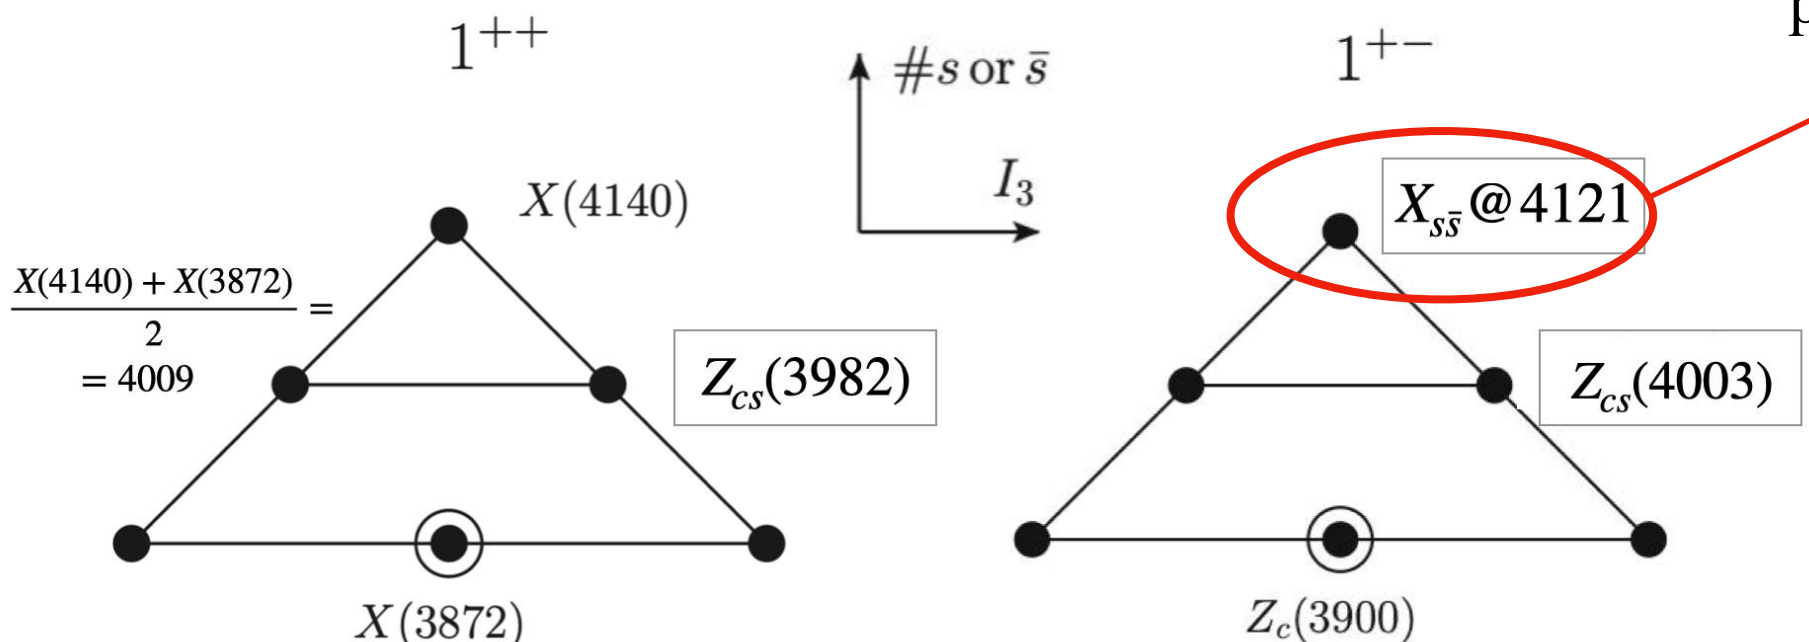 1⁺⁺
#s or s̄
I₃
1⁺⁻
p
X(4140)
X_{ss̄}@4121
X(4140) + X(3872)
=
2
= 4009
Z_{cs}(3982)
Z_{cs}(4003)
X(3872)
Z_c(3900)